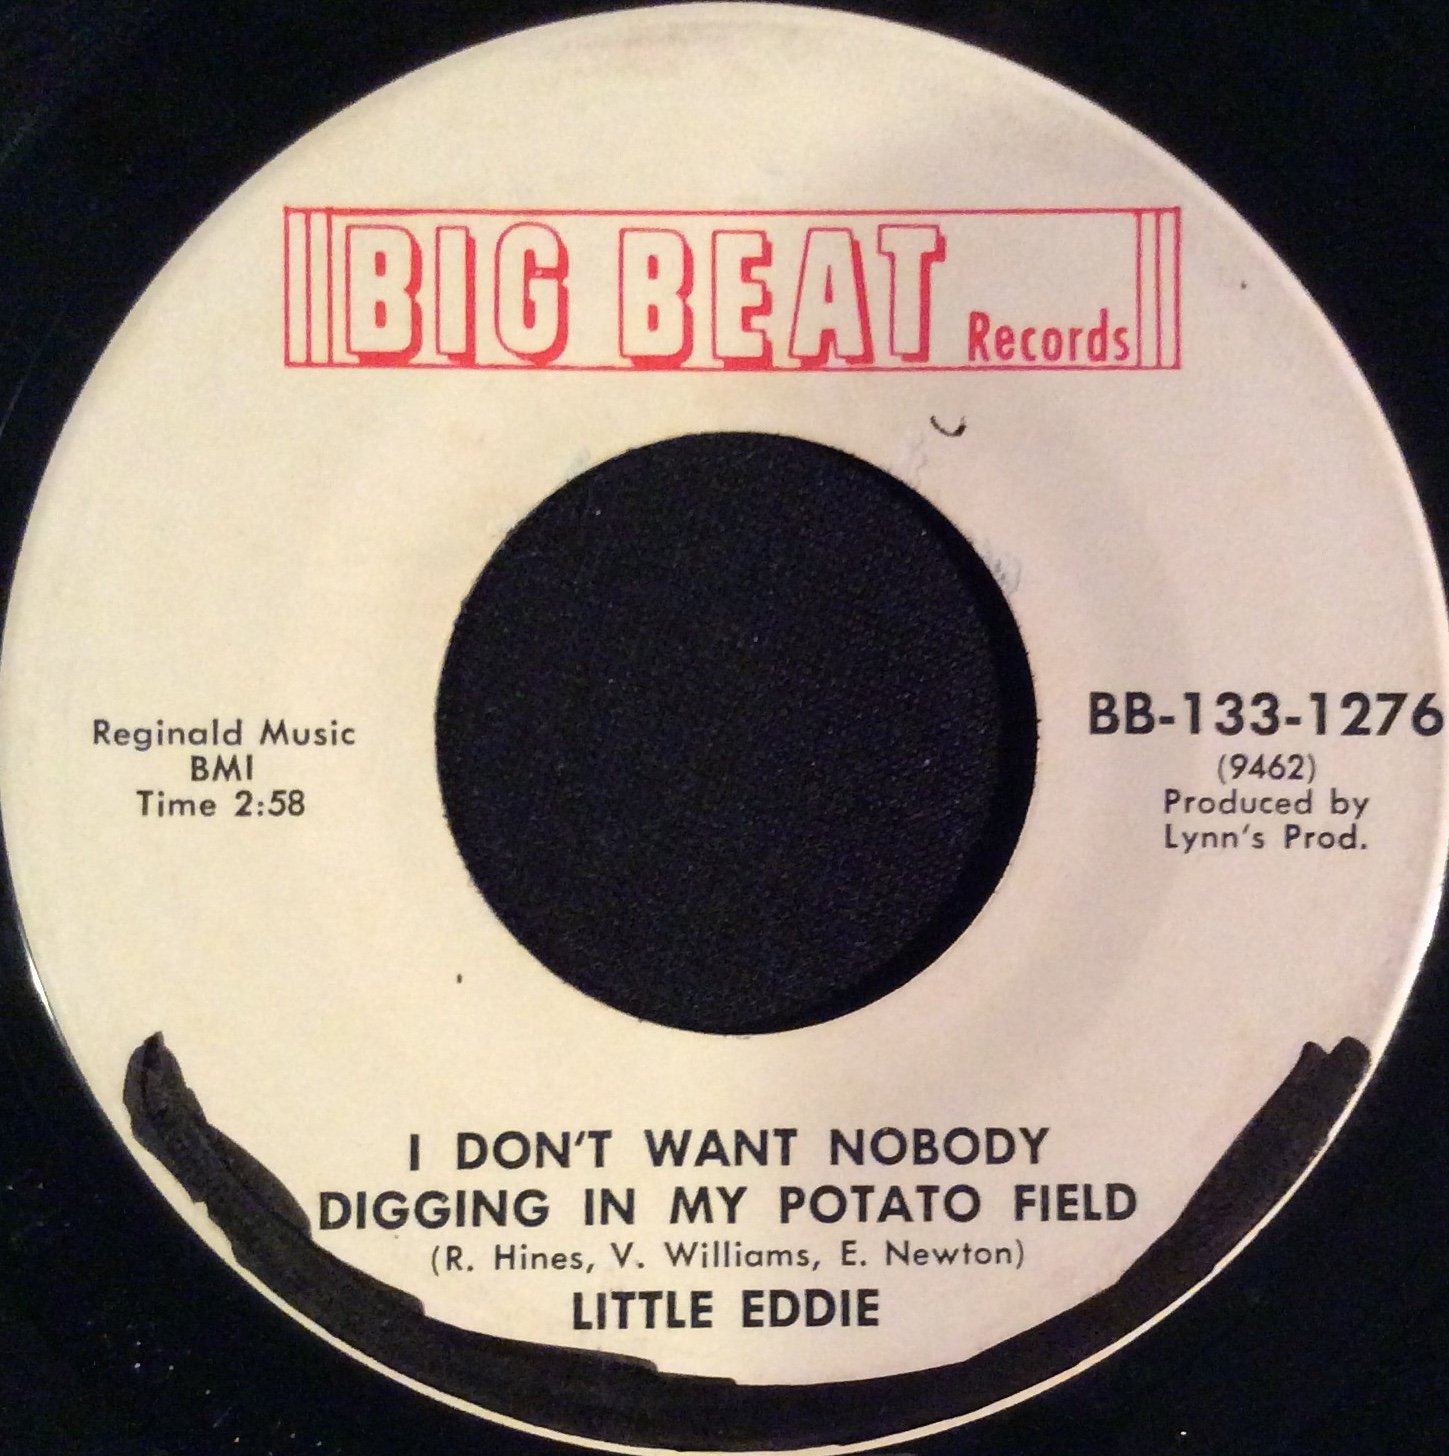 BIG BEAT Records
Reginald Music
BMI
Time 2:58
BB-133-1276
(9462)
Produced by
Lynn's Prod.
I DON'T WANT NOBODY
DIGGING IN MY POTATO FIELD
(R. Hines, V. Williams, E. Newton)
LITTLE EDDIE